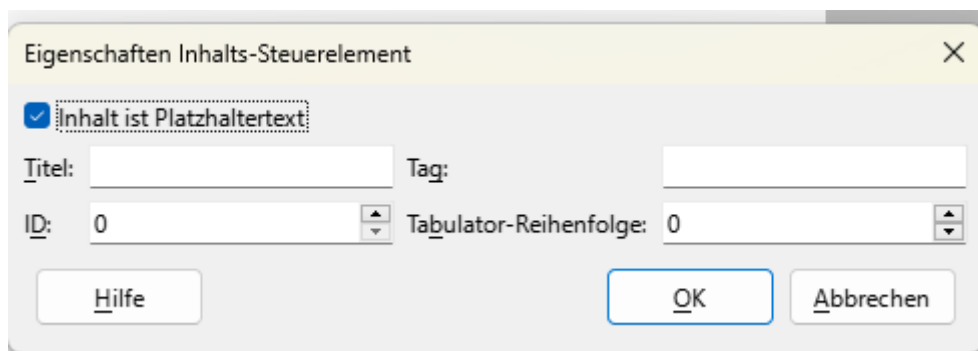 Eigenschaften Inhalts-Steuerelement
Inhalt ist Platzhaltertext
Titel: Tag:
ID: 0 Tabulator-Reihenfolge: 0
Hilfe OK Abbrechen